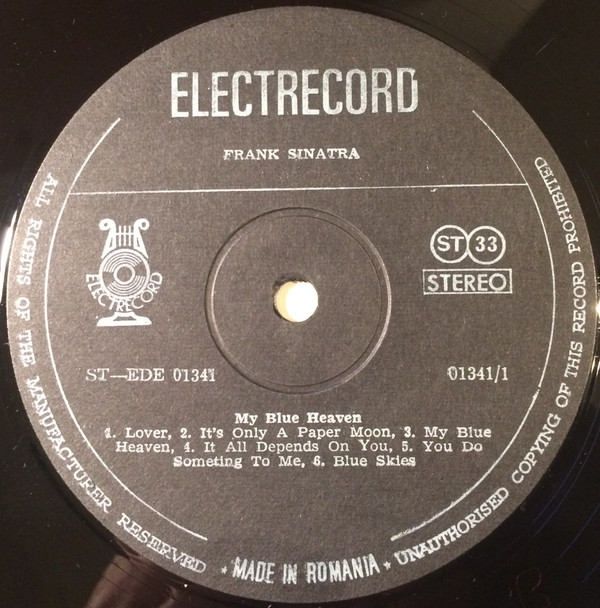 ELECTRECORD
FRANK SINATRA
ELECTRECORD
ST 33
STEREO
ST—EDE 01341
01341/1
My Blue Heaven
1. Lover, 2. It's Only A Paper Moon, 3. My Blue
Heaven, 4. It All Depends On You, 5. You Do
Someting To Me, 6. Blue Skies
ALL RIGHTS OF THE MANUFACTURER RESERVED ★ MADE IN ROMANIA ★ UNAUTHORISED COPYING OF THIS RECORD PROHIBITED